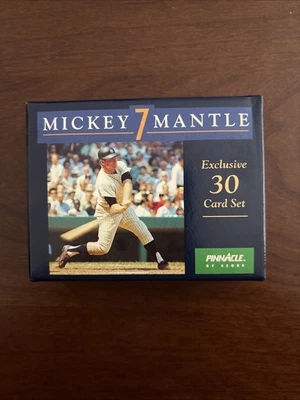 MICKEY 7 MANTLE
Exclusive
30
Card Set
PINNACLE
BY SCORE